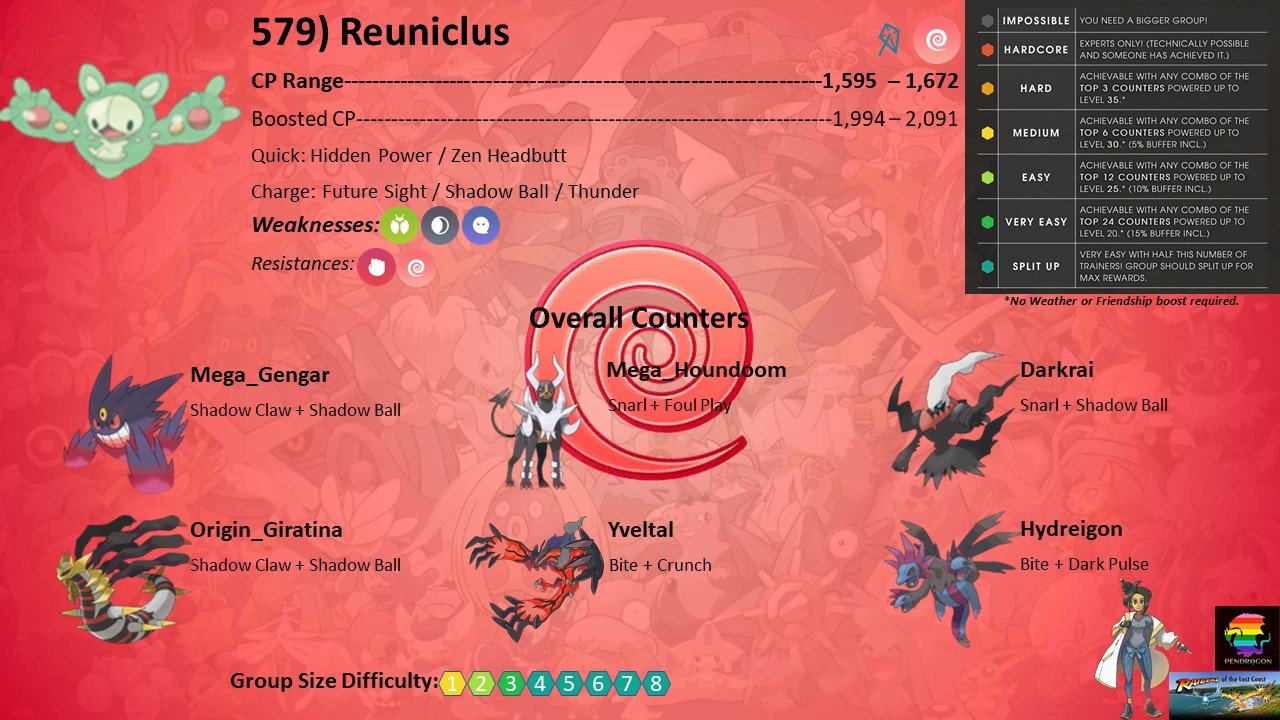 579) Reuniclus
CP Range------------------------------------------------------------------1,595 – 1,672
Boosted CP------------------------------------------------------------------1,994 – 2,091
Quick: Hidden Power / Zen Headbutt
Charge: Future Sight / Shadow Ball / Thunder
Weaknesses:
Resistances:
IMPOSSIBLE YOU NEED A BIGGER GROUP!
HARDCORE EXPERTS ONLY! (TECHNICALLY POSSIBLE
AND SOMEONE HAS ACHIEVED IT.)
HARD ACHIEVABLE WITH ANY COMBO OF THE
TOP 3 COUNTERS POWERED UP TO
LEVEL 35.*
MEDIUM ACHIEVABLE WITH ANY COMBO OF THE
TOP 6 COUNTERS POWERED UP TO
LEVEL 30.* (5% BUFFER INCL.)
EASY ACHIEVABLE WITH ANY COMBO OF THE
TOP 12 COUNTERS POWERED UP TO
LEVEL 25.* (10% BUFFER INCL.)
VERY EASY ACHIEVABLE WITH ANY COMBO OF THE
TOP 24 COUNTERS POWERED UP TO
LEVEL 20.* (15% BUFFER INCL.)
SPLIT UP VERY EASY WITH HALF THIS NUMBER OF
TRAINERS! GROUP SHOULD SPLIT UP FOR
MAX REWARDS.
*No Weather or Friendship boost required.
Overall Counters
Mega_Gengar
Shadow Claw + Shadow Ball
Mega_Houndoom
Snarl + Foul Play
Darkrai
Snarl + Shadow Ball
Origin_Giratina
Shadow Claw + Shadow Ball
Yveltal
Bite + Crunch
Hydreigon
Bite + Dark Pulse
Group Size Difficulty: 1 2 3 4 5 6 7 8
PENDRAGON
RAIDERS of the Lost Coast